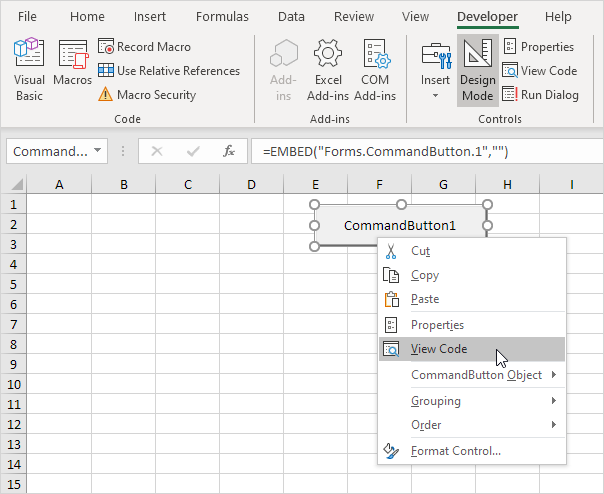 File Home Insert Formulas Data Review View Developer Help
Visual Basic
Macros
Record Macro
Use Relative References
Macro Security
Code
Add-ins
Excel Add-ins
COM Add-ins
Add-ins
Insert
Design Mode
Properties
View Code
Run Dialog
Controls
Command... fx =EMBED("Forms.CommandButton.1","")
A B C D E F G H I
1
2
3
4
5
6
7
8
9
10
11
12
13
14
15
CommandButton1
Cut
Copy
Paste
Properties
View Code
CommandButton Object
Grouping
Order
Format Control...